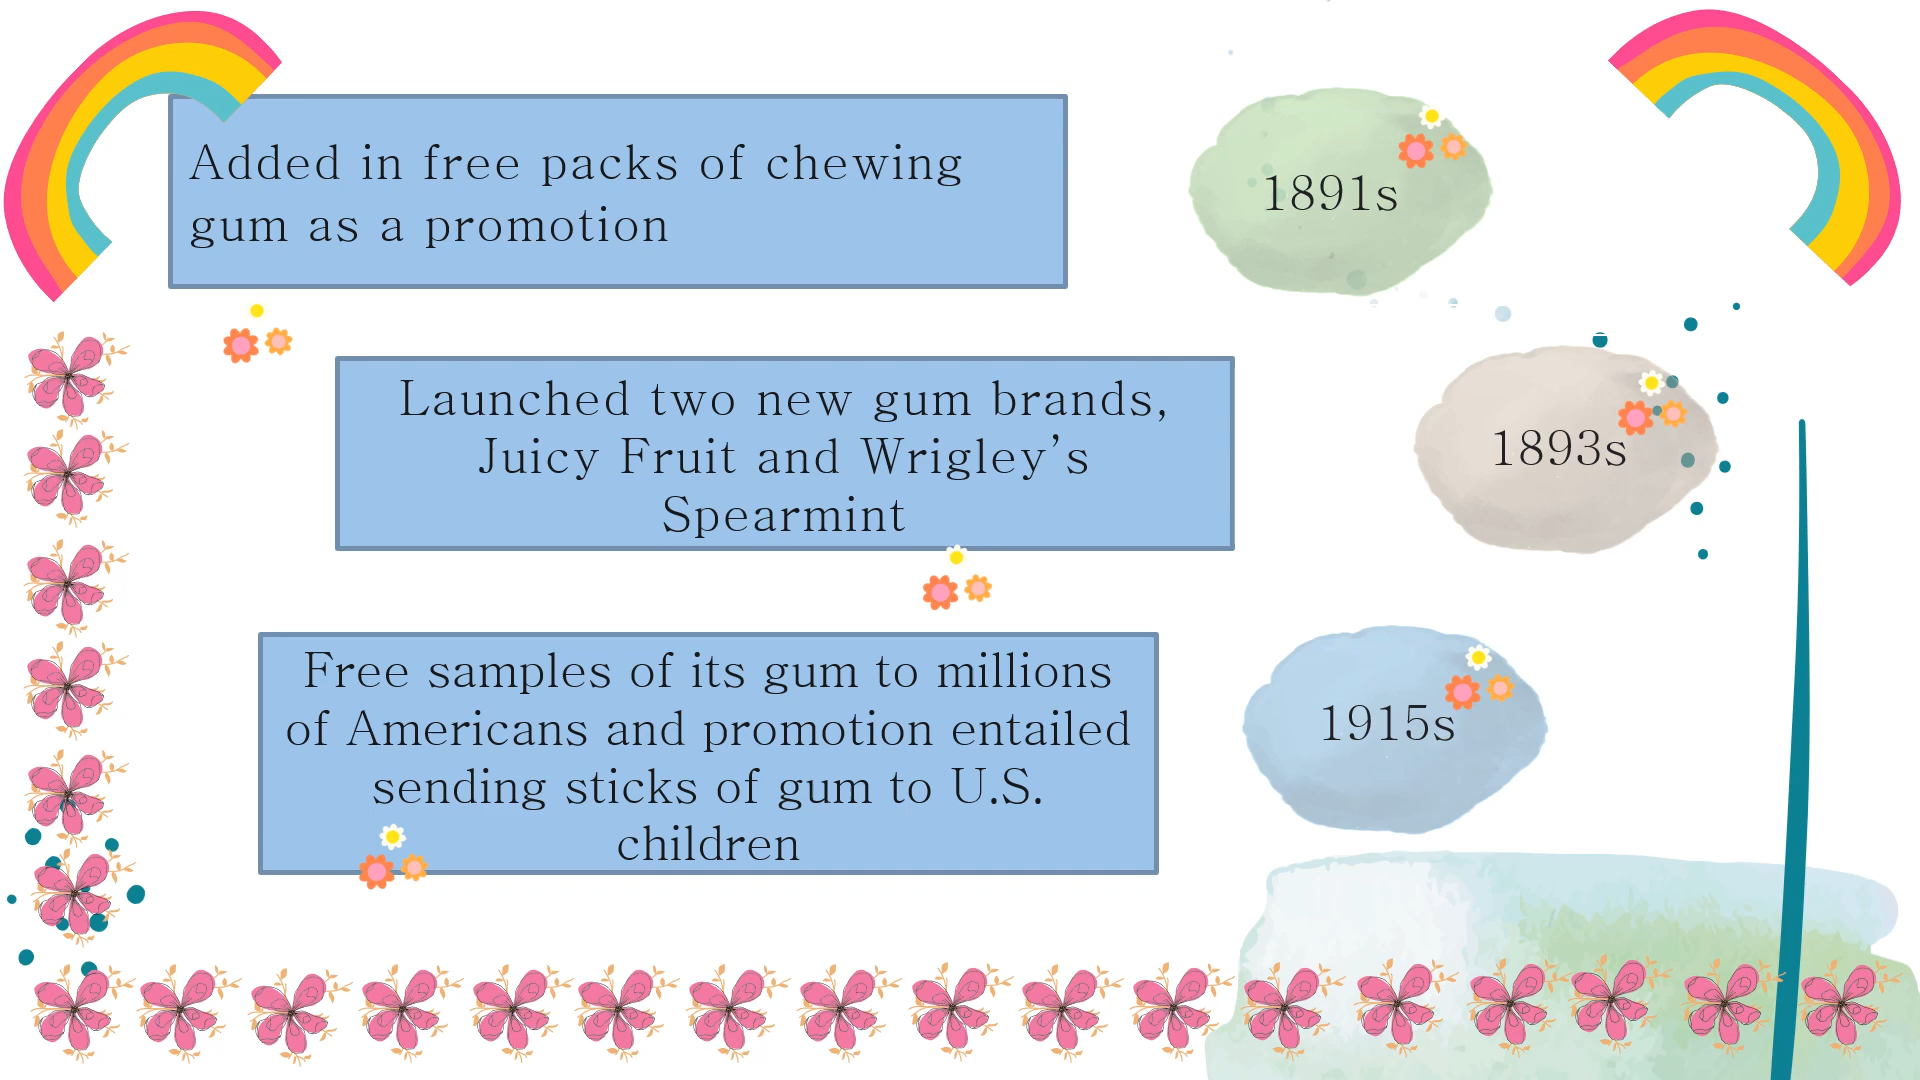 Added in free packs of chewing
gum as a promotion
1891s
Launched two new gum brands,
Juicy Fruit and Wrigley’s
Spearmint
1893s
Free samples of its gum to millions
of Americans and promotion entailed
sending sticks of gum to U.S.
children
1915s